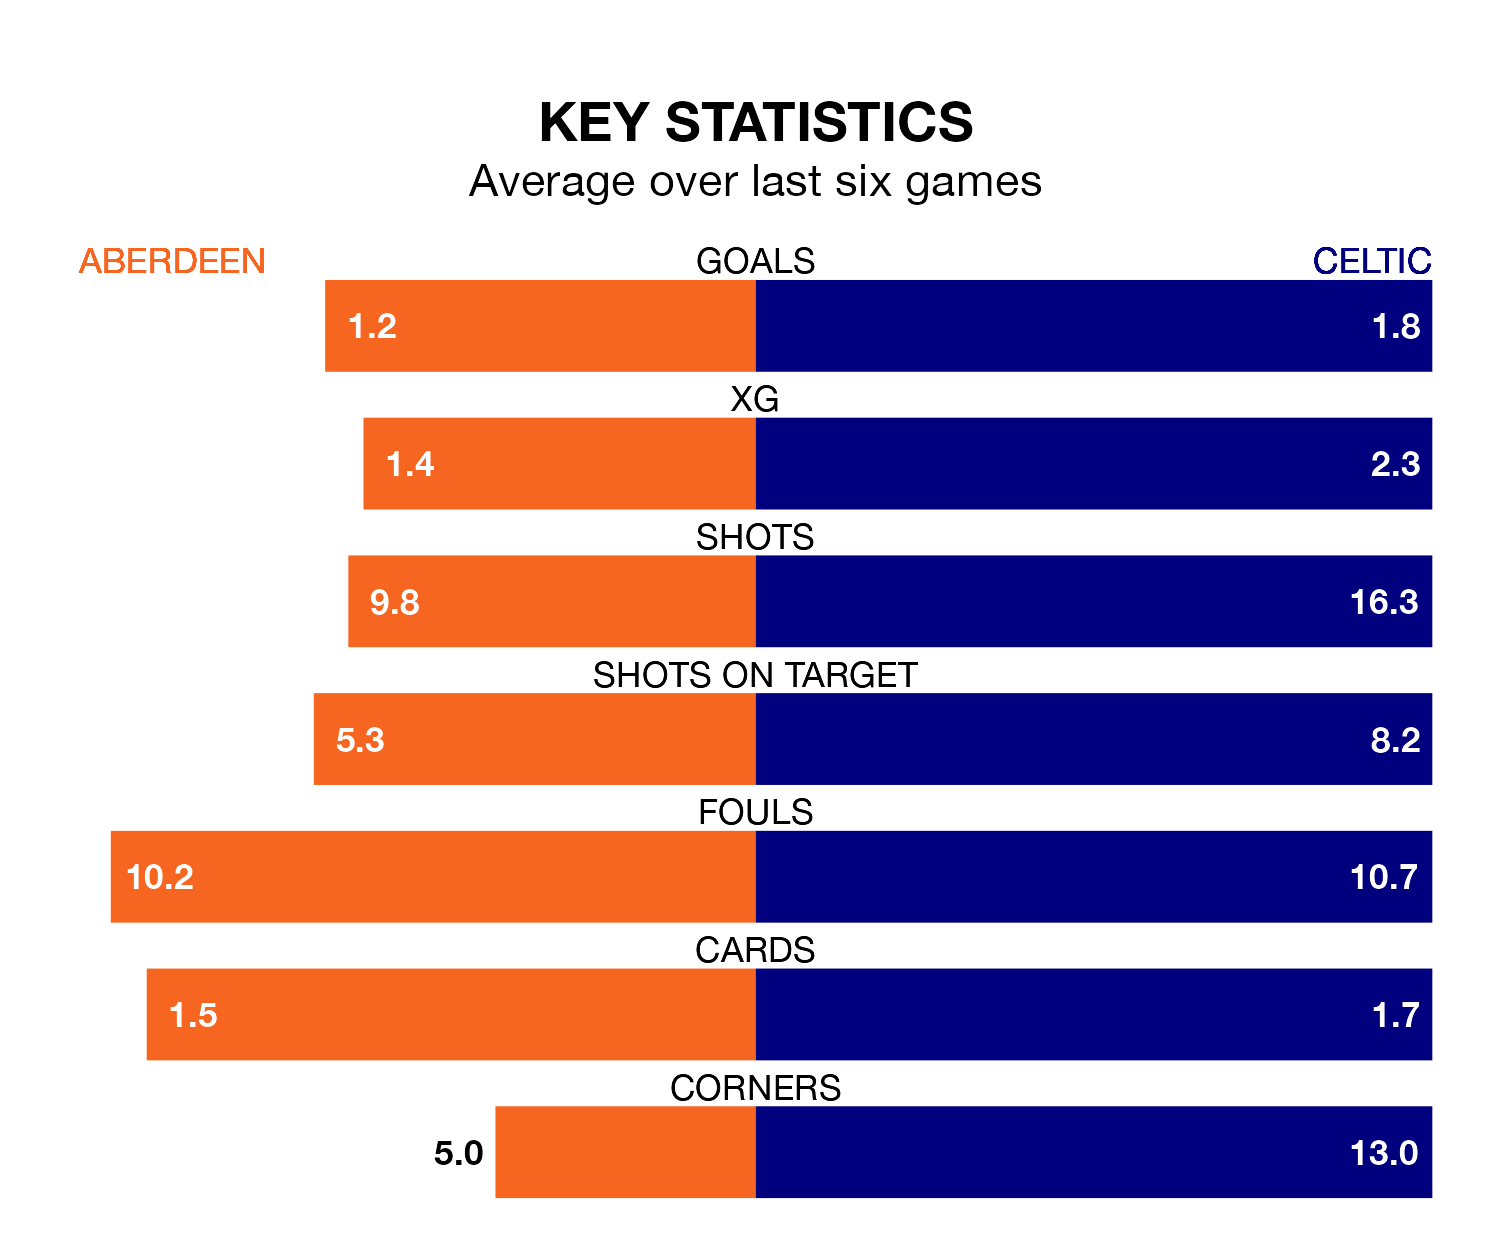 KEY STATISTICS
Average over last six games
ABERDEEN GOALS CELTIC
1.2 1.8
XG
1.4 2.3
SHOTS
9.8 16.3
SHOTS ON TARGET
5.3 8.2
FOULS
10.2 10.7
CARDS
1.5 1.7
CORNERS
5.0 13.0